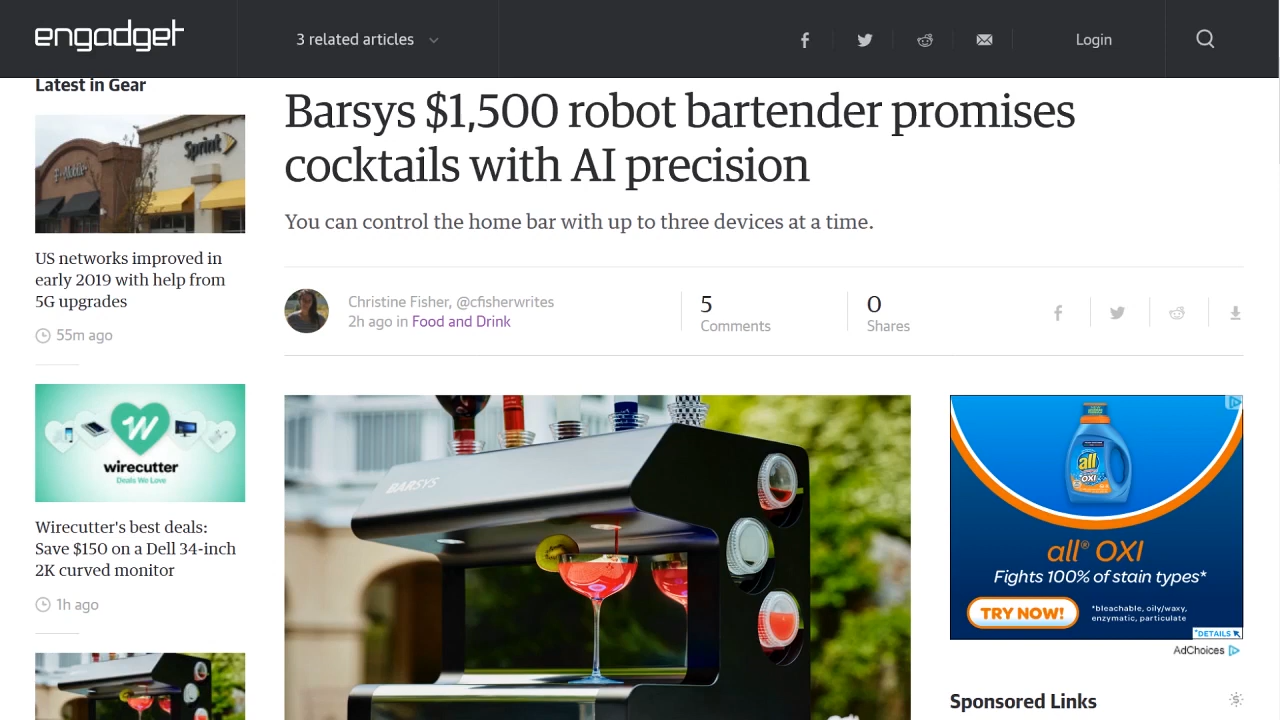 engadget
3 related articles
Login
Latest in Gear
T-Mobile
Sprint
US networks improved in
early 2019 with help from
5G upgrades
55m ago
wirecutter
Deals We Love
Wirecutter's best deals:
Save $150 on a Dell 34-inch
2K curved monitor
1h ago
Barsys $1,500 robot bartender promises
cocktails with AI precision
You can control the home bar with up to three devices at a time.
Christine Fisher, @cfisherwrites
2h ago in Food and Drink
5
Comments
0
Shares
BARSYS
all
OXI
all® OXI
Fights 100% of stain types*
TRY NOW!
*bleachable, oily/waxy,
enzymatic, particulate
*DETAILS
AdChoices
Sponsored Links